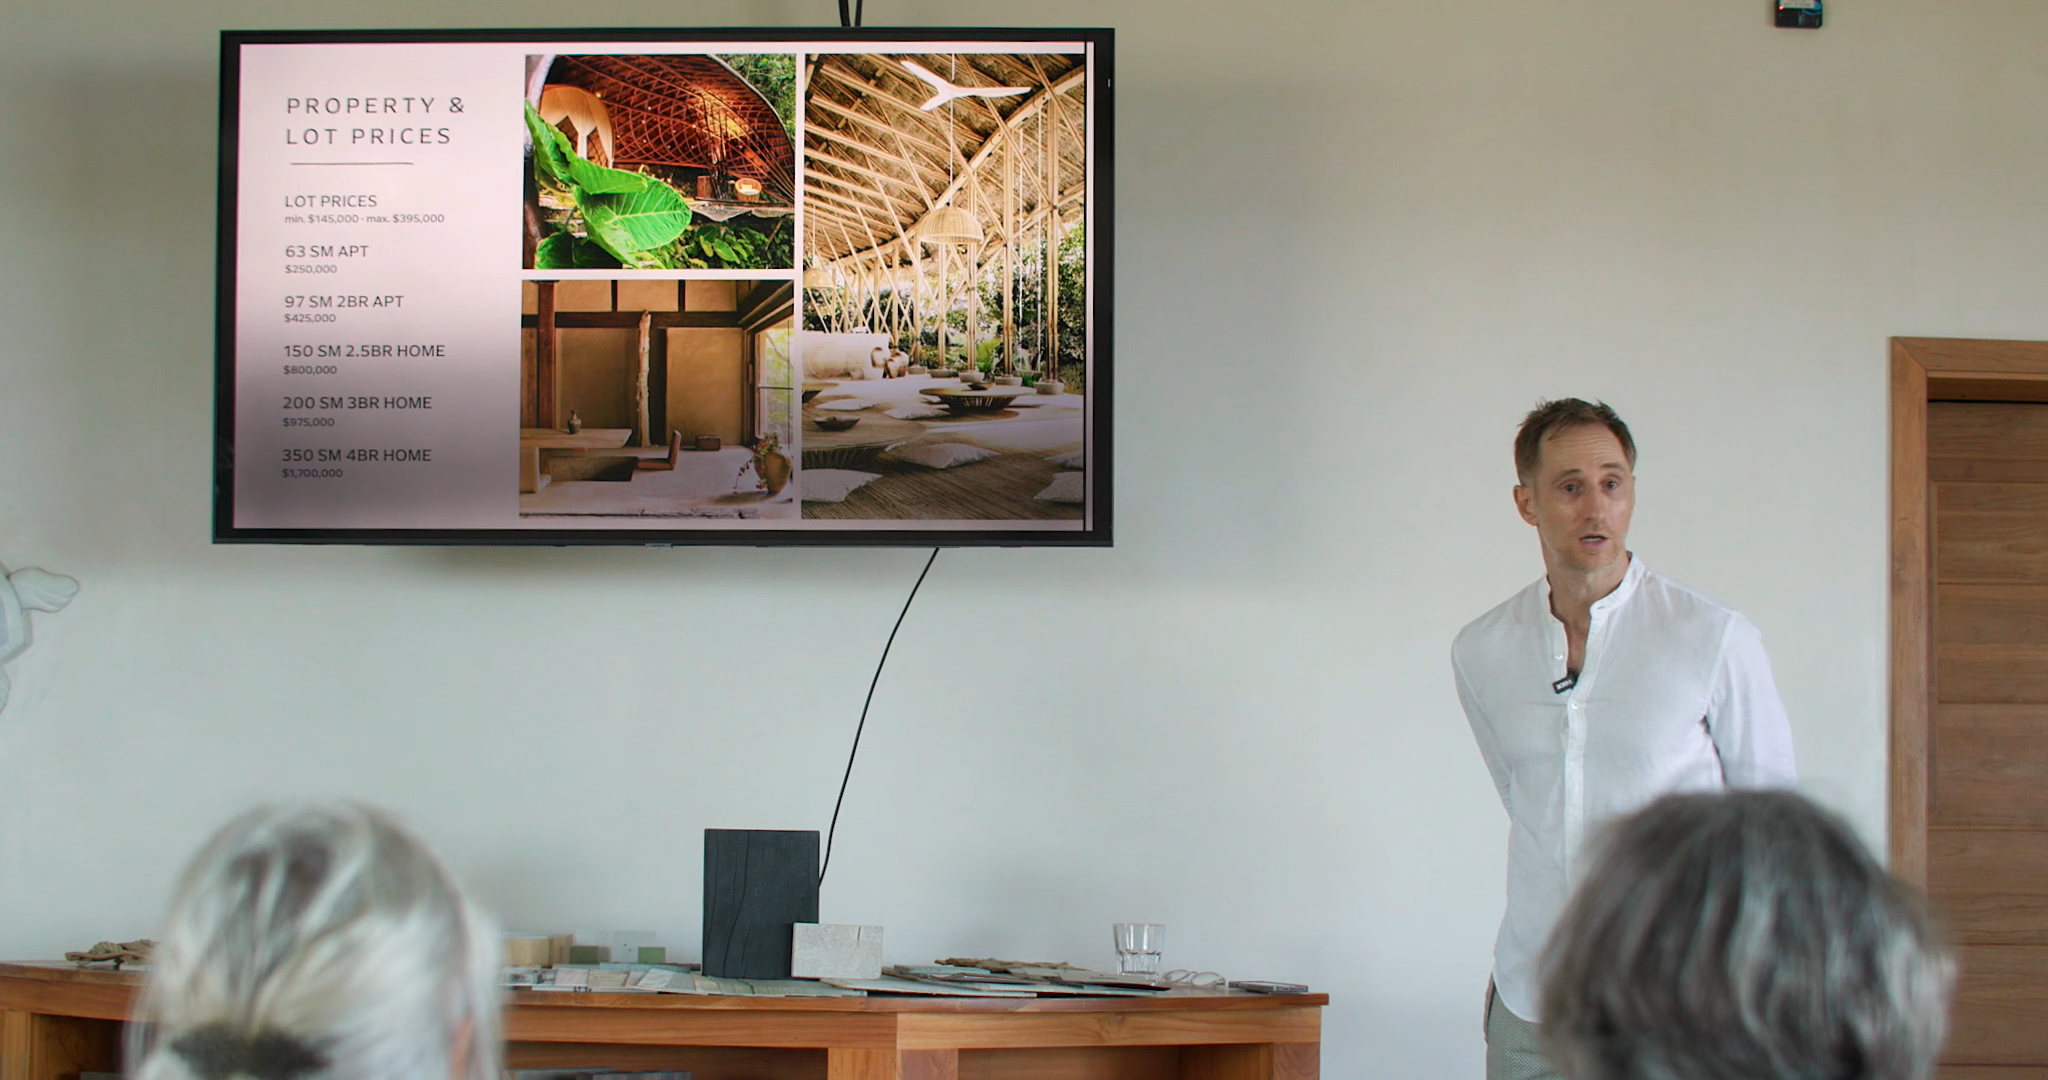 PROPERTY &
LOT PRICES
LOT PRICES
min. $145,000 - max. $395,000
63 SM APT
$250,000
97 SM 2BR APT
$425,000
150 SM 2.5BR HOME
$800,000
200 SM 3BR HOME
$975,000
350 SM 4BR HOME
$1,700,000